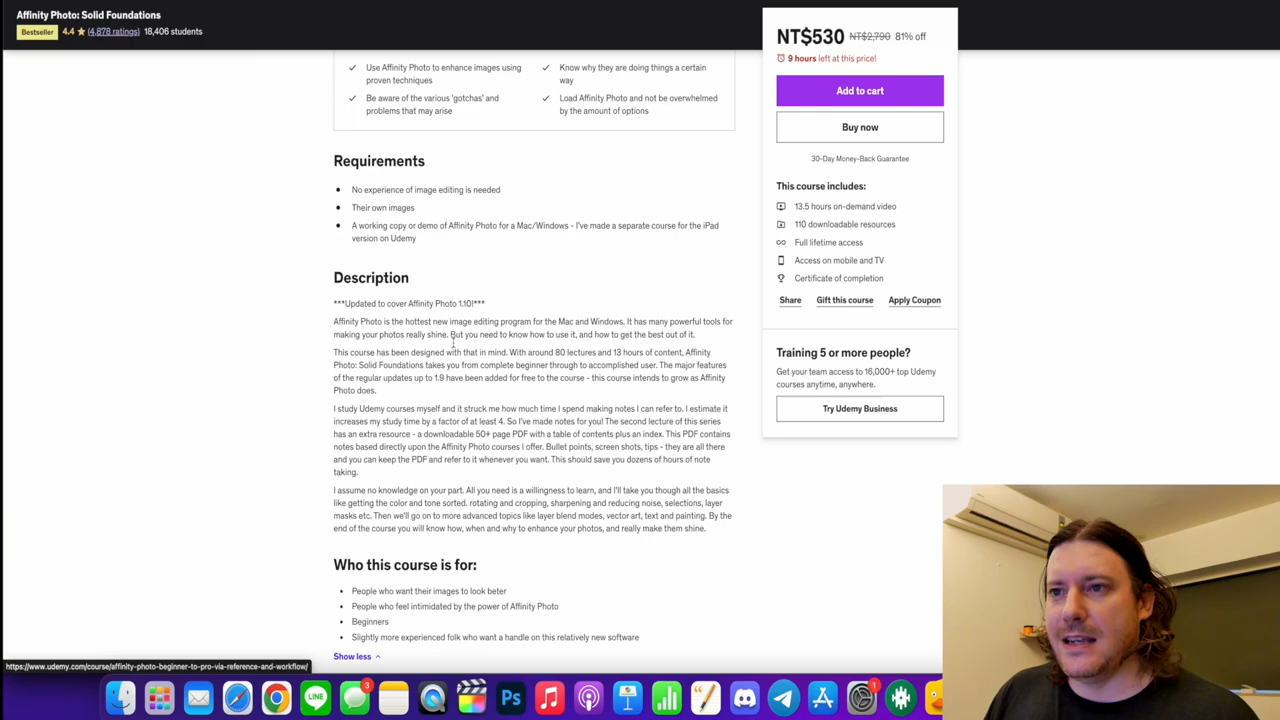 Affinity Photo: Solid Foundations
Bestseller 4.4 (4,878 ratings) 18,406 students
Use Affinity Photo to enhance images using
proven techniques
Know why they are doing things a certain
way
Be aware of the various 'gotchas' and
problems that may arise
Load Affinity Photo and not be overwhelmed
by the amount of options
Requirements
No experience of image editing is needed
Their own images
A working copy or demo of Affinity Photo for a Mac/Windows - I've made a separate course for the iPad
version on Udemy
Description
***Updated to cover Affinity Photo 1.10!***
Affinity Photo is the hottest new image editing program for the Mac and Windows. It has many powerful tools for
making your photos really shine. But you need to know how to use it, and how to get the best out of it.
This course has been designed with that in mind. With around 80 lectures and 13 hours of content, Affinity
Photo: Solid Foundations takes you from complete beginner through to accomplished user. The major features
of the regular updates up to 1.9 have been added for free to the course - this course intends to grow as Affinity
Photo does.
I study Udemy courses myself and it struck me how much time I spend making notes I can refer to. I estimate it
increases my study time by a factor of at least 4. So I've made notes for you! The second lecture of this series
has an extra resource - a downloadable 50+ page PDF with a table of contents plus an index. This PDF contains
notes based directly upon the Affinity Photo courses I offer. Bullet points, screen shots, tips - they are all there
and you can keep the PDF and refer to it whenever you want. This should save you dozens of hours of note
taking.
I assume no knowledge on your part. All you need is a willingness to learn, and I'll take you though all the basics
like getting the color and tone sorted. rotating and cropping, sharpening and reducing noise, selections, layer
masks etc. Then we'll go on to more advanced topics like layer blend modes, vector art, text and painting. By the
end of the course you will know how, when and why to enhance your photos, and really make them shine.
Who this course is for:
People who want their images to look beter
People who feel intimidated by the power of Affinity Photo
Beginners
Slightly more experienced folk who want a handle on this relatively new software
Show less
https://www.udemy.com/course/affinity-photo-beginner-to-pro-via-reference-and-workflow/
NT$530 NT$2,790 81% off
9 hours left at this price!
Add to cart
Buy now
30-Day Money-Back Guarantee
This course includes:
13.5 hours on-demand video
110 downloadable resources
Full lifetime access
Access on mobile and TV
Certificate of completion
Share Gift this course Apply Coupon
Training 5 or more people?
Get your team access to 16,000+ top Udemy
courses anytime, anywhere.
Try Udemy Business
LINE
3
Ps
1